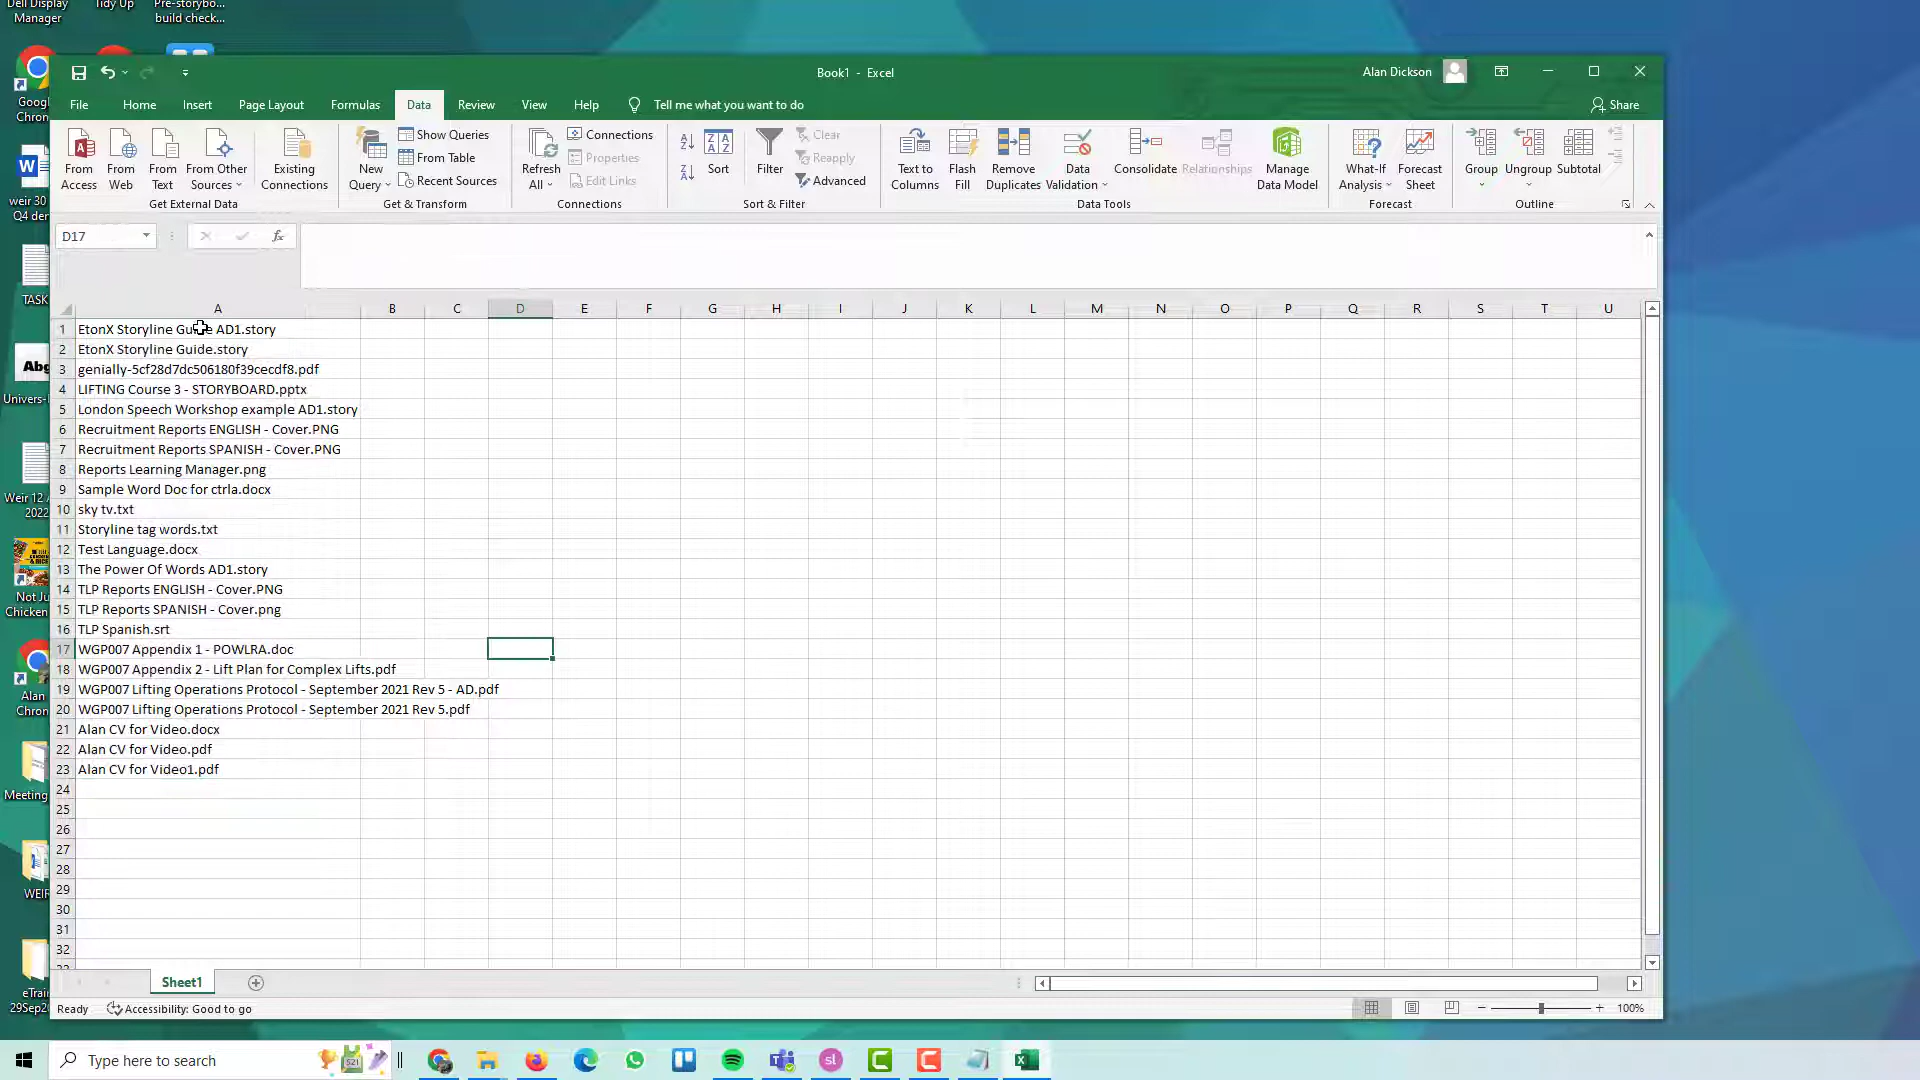 Dell Display
Manager
Tidy Up
Pre-storybo...
build check...
Book1 - Excel
Alan Dickson
File Home Insert Page Layout Formulas Data Review View Help Tell me what you want to do Share
From Access
From Web
From Text
From Other Sources
Existing Connections
Get External Data
New Query
Show Queries
From Table
Recent Sources
Get & Transform
Refresh All
Connections
Properties
Edit Links
Connections
Sort
Filter
Clear
Reapply
Advanced
Sort & Filter
Text to Columns
Flash Fill
Remove Duplicates
Data Validation
Consolidate
Relationships
Manage Data Model
Data Tools
What-If Analysis
Forecast Sheet
Forecast
Group
Ungroup
Subtotal
Outline
D17
fx
A B C D E F G H I J K L M N O P Q R S T U
1 EtonX Storyline Guide AD1.story
2 EtonX Storyline Guide.story
3 genially-5cf28d7dc506180f39cecdf8.pdf
4 LIFTING Course 3 - STORYBOARD.pptx
5 London Speech Workshop example AD1.story
6 Recruitment Reports ENGLISH - Cover.PNG
7 Recruitment Reports SPANISH - Cover.PNG
8 Reports Learning Manager.png
9 Sample Word Doc for ctrla.docx
10 sky tv.txt
11 Storyline tag words.txt
12 Test Language.docx
13 The Power Of Words AD1.story
14 TLP Reports ENGLISH - Cover.PNG
15 TLP Reports SPANISH - Cover.png
16 TLP Spanish.srt
17 WGP007 Appendix 1 - POWLRA.doc
18 WGP007 Appendix 2 - Lift Plan for Complex Lifts.pdf
19 WGP007 Lifting Operations Protocol - September 2021 Rev 5 - AD.pdf
20 WGP007 Lifting Operations Protocol - September 2021 Rev 5.pdf
21 Alan CV for Video.docx
22 Alan CV for Video.pdf
23 Alan CV for Video1.pdf
24
25
26
27
28
29
30
31
32
Sheet1
Ready Accessibility: Good to go
100%
Googl
Chron
weir 30
Q4 der
TASK
Abg
Univers-
Weir 12
2022
Not Ju
Chicken
Alan
Chron
Meeting
WEIR
eTrain
29Sep20
Type here to search